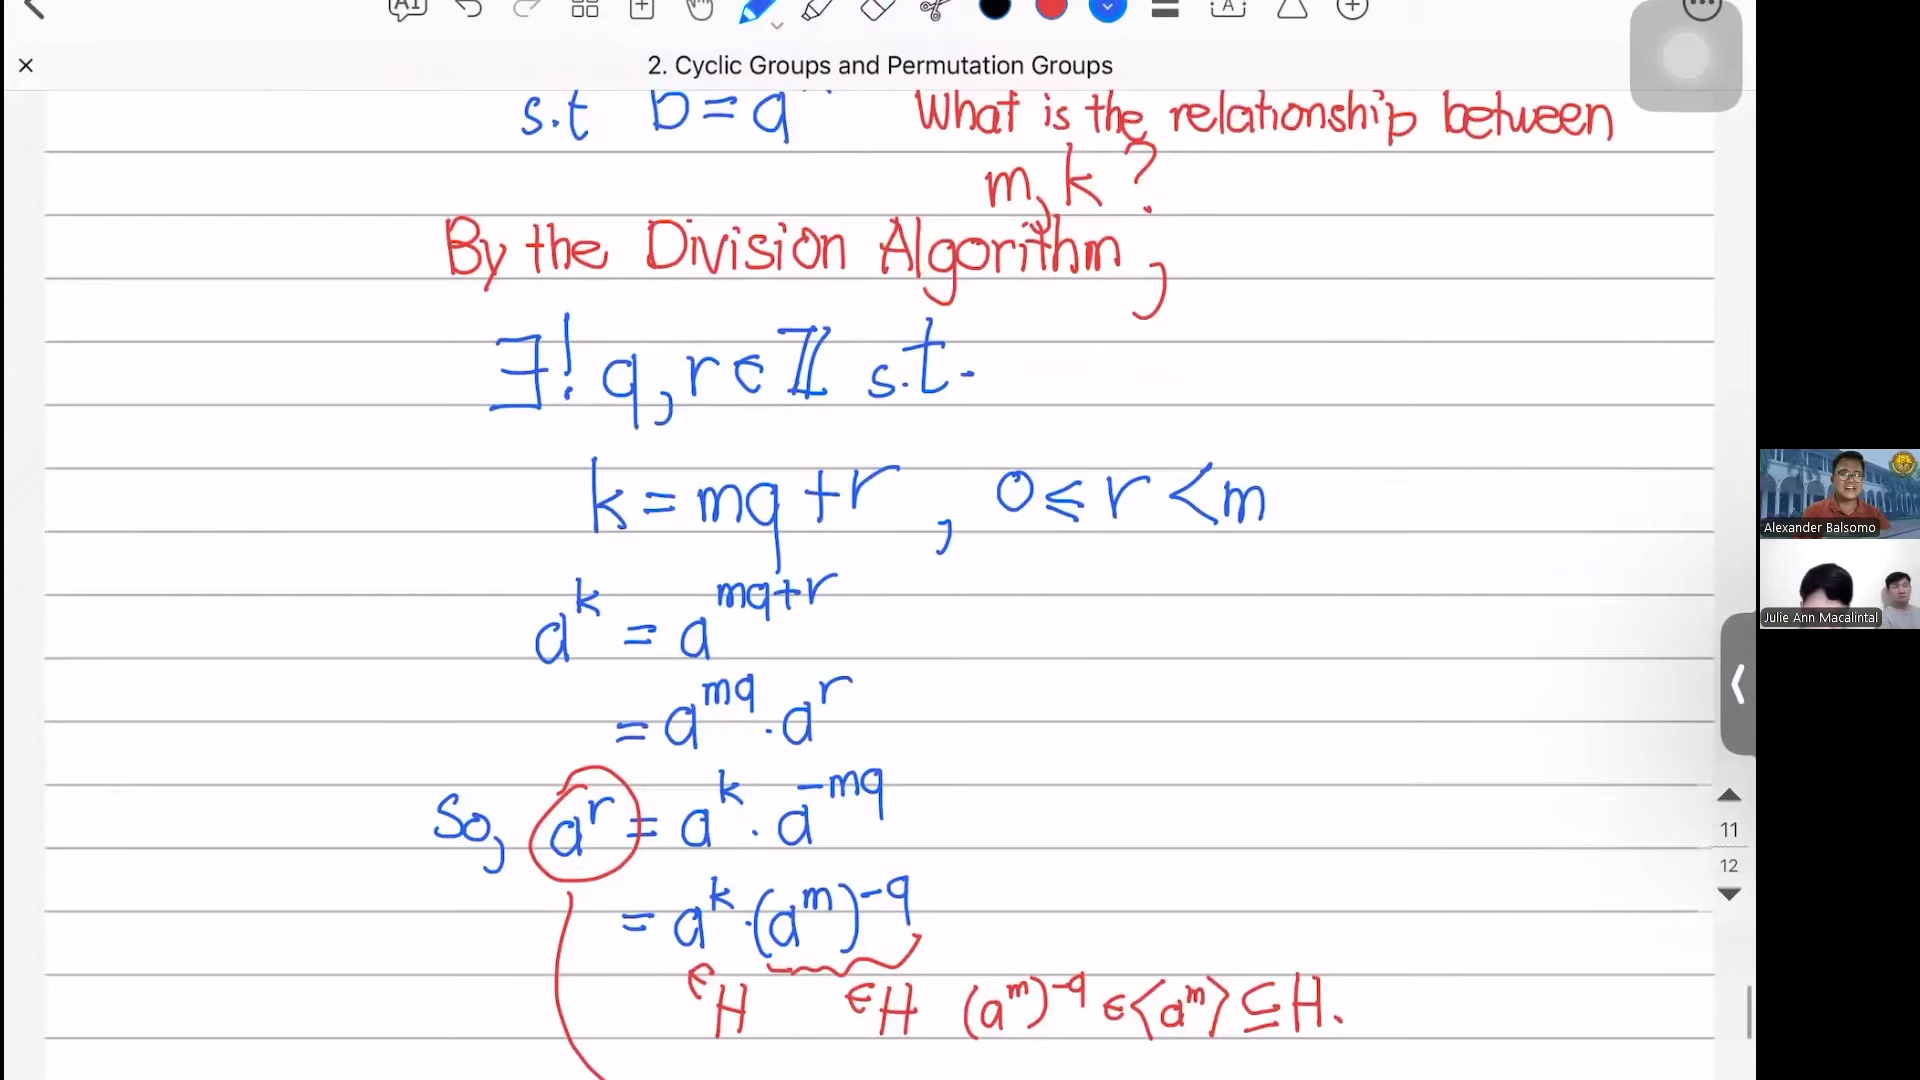 2. Cyclic Groups and Permutation Groups
s.t b = a What is the relationship between
m, k ?
By the Division Algorithm,
∃! q, r ∈ ℤ s.t.
k = mq + r , 0 ≤ r < m
a^k = a^{mq+r}
= a^{mq} · a^r
So, a^r = a^k · a^{-mq}
= a^k · (a^m)^{-q}
∈H ∈H (a^m)^{-q} ∈ ⟨a^m⟩ ⊆ H.
11
12
Alexander Balsomo
Julie Ann Macalintal